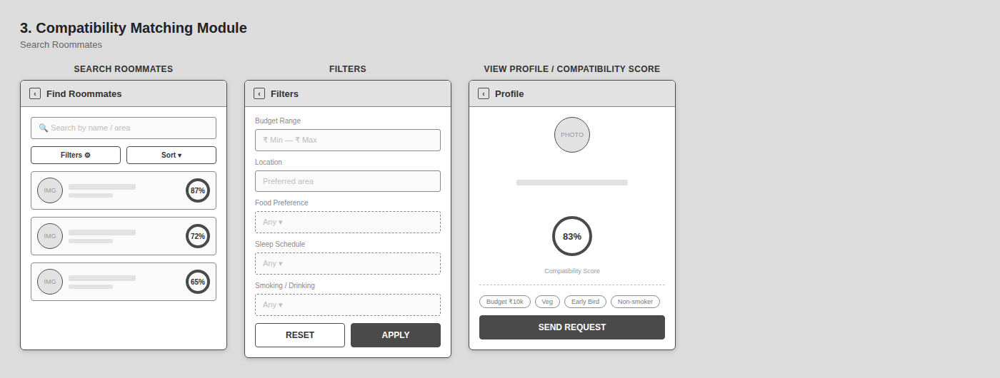 3. Compatibility Matching Module
Search Roommates
SEARCH ROOMMATES
‹ Find Roommates
🔍 Search by name / area
Filters ⚙ Sort ▾
IMG 87%
IMG 72%
IMG 65%
FILTERS
‹ Filters
Budget Range
₹ Min — ₹ Max
Location
Preferred area
Food Preference
Any ▾
Sleep Schedule
Any ▾
Smoking / Drinking
Any ▾
RESET APPLY
VIEW PROFILE / COMPATIBILITY SCORE
‹ Profile
PHOTO
83%
Compatibility Score
Budget ₹10k Veg Early Bird Non-smoker
SEND REQUEST